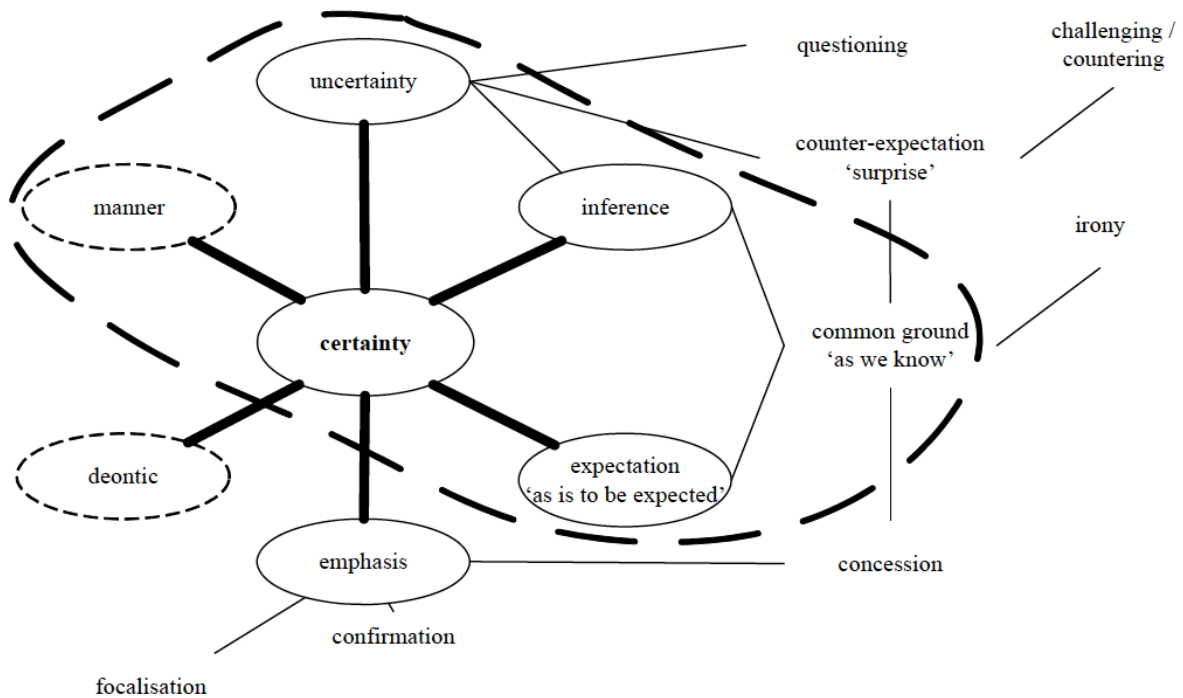 challenging /
countering
questioning
uncertainty
counter-expectation
‘surprise’
manner
inference
irony
common ground
‘as we know’
certainty
expectation
‘as is to be expected’
deontic
emphasis
concession
confirmation
focalisation